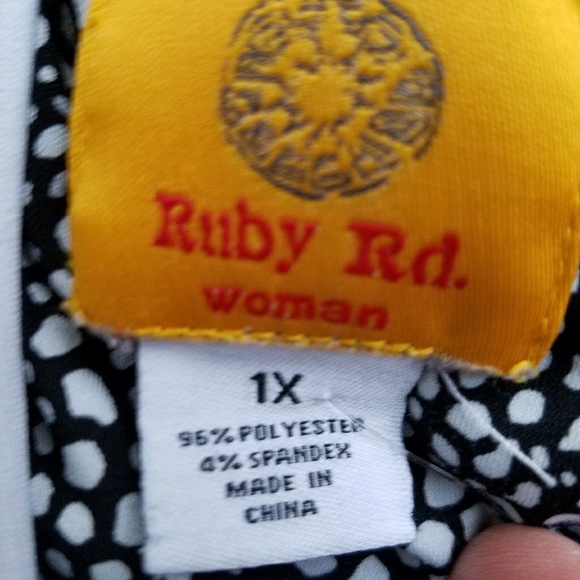 Ruby Rd.
woman
1X
96% POLYESTER
4% SPANDEX
MADE IN
CHINA